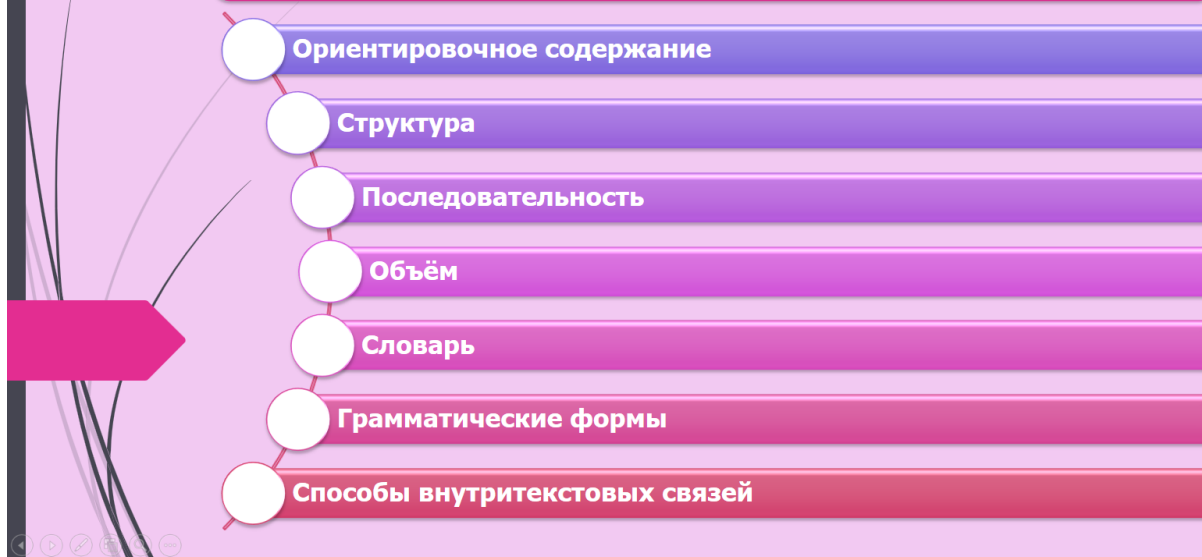 Ориентировочное содержание
Структура
Последовательность
Объём
Словарь
Грамматические формы
Способы внутритекстовых связей